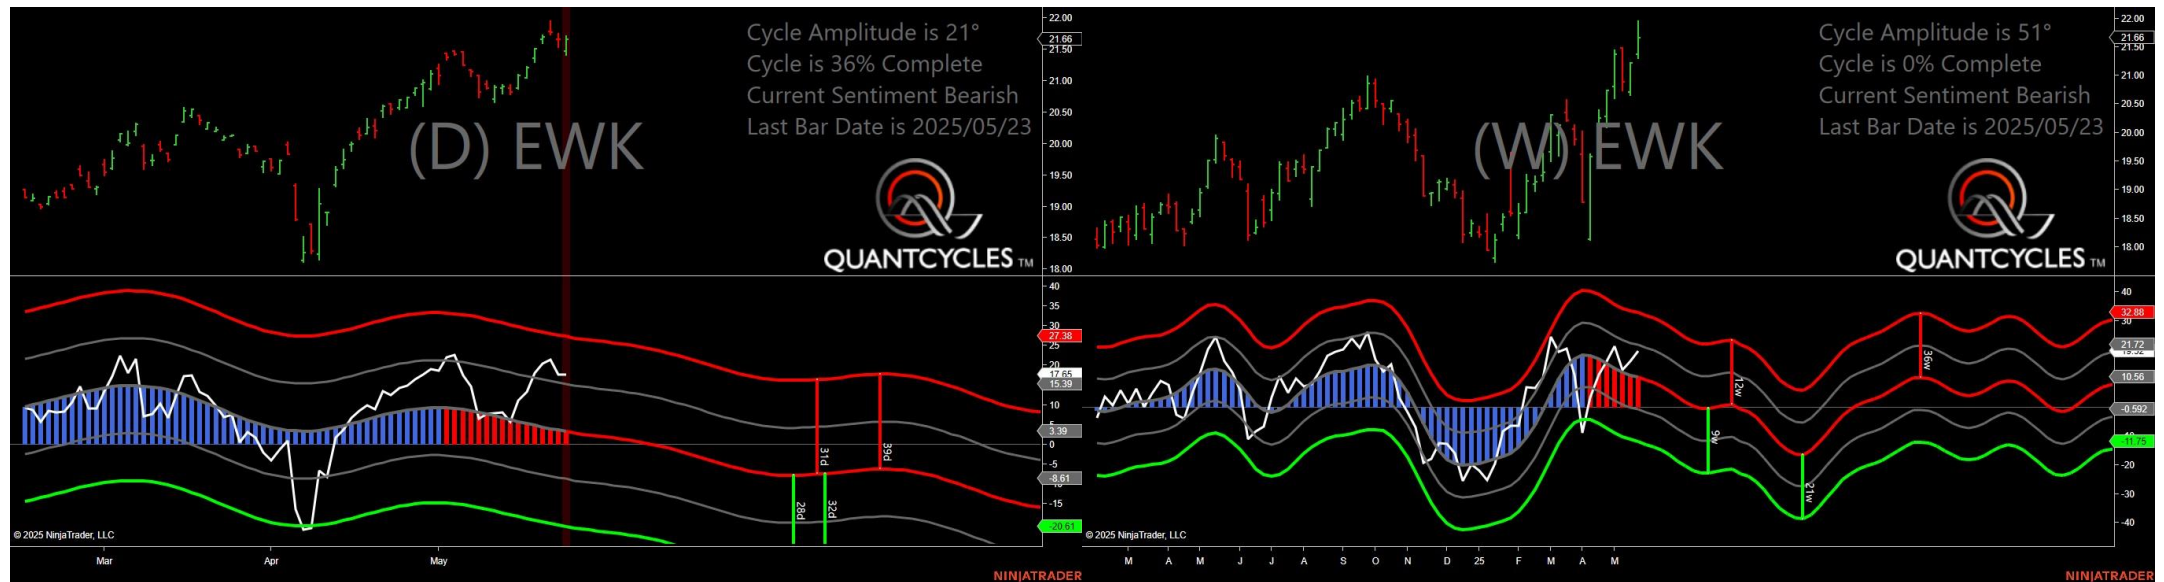 Cycle Amplitude is 21°
Cycle is 36% Complete
Current Sentiment Bearish
Last Bar Date is 2025/05/23
(D) EWK
QUANTCYCLES TM
22.00
21.66
21.50
21.00
20.50
20.00
19.50
19.00
18.50
18.00
40
35
30
27.38
25
20
17.65
15.39
10
5
3.39
0
-5
-8.61
-15
-20.61
31d
39d
28d
32d
© 2025 NinjaTrader, LLC
Mar Apr May
NINJATRADER
Cycle Amplitude is 51°
Cycle is 0% Complete
Current Sentiment Bearish
Last Bar Date is 2025/05/23
(W) EWK
QUANTCYCLES TM
22.00
21.66
21.50
21.00
20.50
20.00
19.50
19.00
18.50
18.00
40
32.88
30
21.72
10.56
-0.592
-11.75
-20
-30
-40
12w
36w
9w
21w
© 2025 NinjaTrader, LLC
M A M J J A S O N D 25 F M A M
NINJATRADER